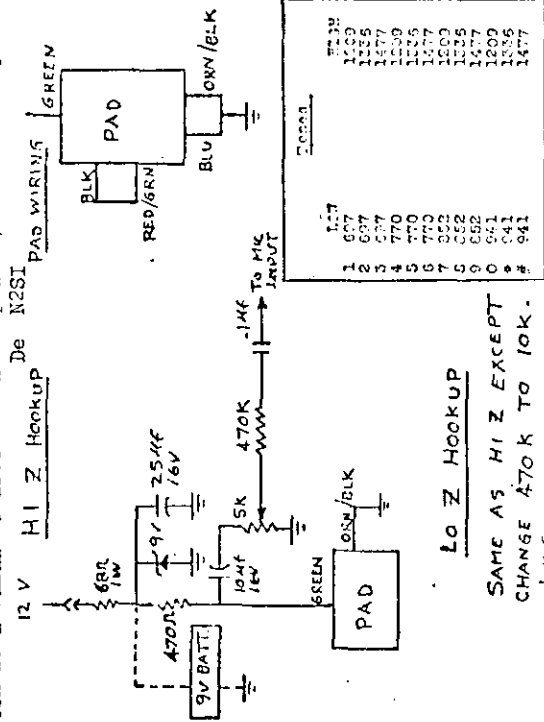 De N2SI
HI Z HOOKUP
12 V
68Ω
1W
9V
25µf
16V
470Ω
9V BATT.
10µf
16V
5K
470K
.1µf
TO MIC
INPUT
GREEN
PAD
ORN/BLK
PAD WIRING
GREEN
BLK
RED/GRN
PAD
BLU
ORN/BLK
LO Z HOOKUP
SAME AS HI Z EXCEPT
CHANGE 470K TO 10K.
Tones
LOW HIGH
1 697 1209
2 697 1336
3 697 1477
4 770 1209
5 770 1336
6 770 1477
7 852 1209
8 852 1336
9 852 1477
0 941 1209
* 941 1336
# 941 1477